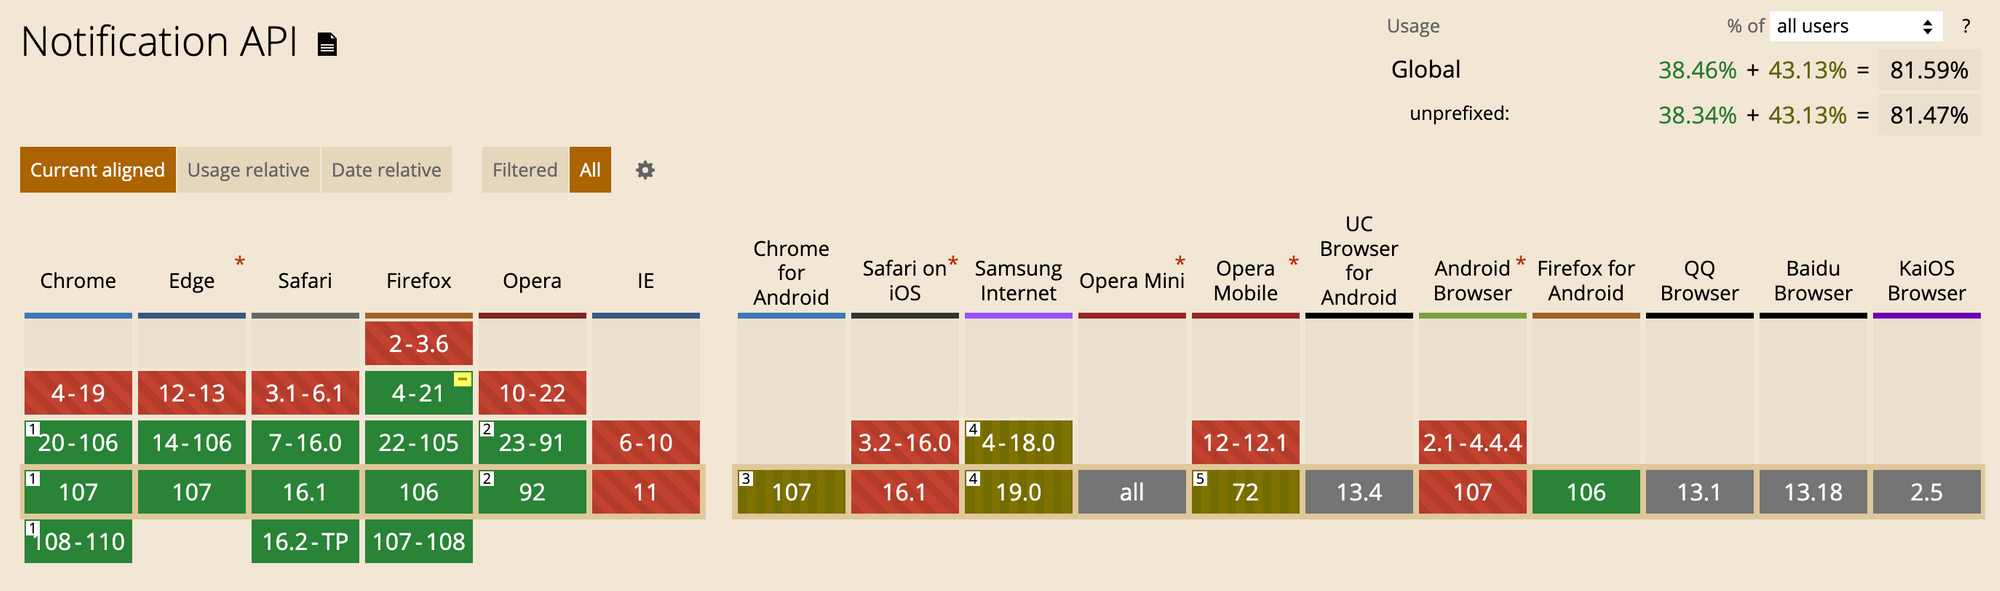 Notification API
Usage % of all users ?
Global 38.46% + 43.13% = 81.59%
unprefixed: 38.34% + 43.13% = 81.47%
Current aligned Usage relative Date relative Filtered All
Chrome Edge * Safari Firefox Opera IE Chrome for Android Safari on iOS * Samsung Internet Opera Mini * Opera Mobile * UC Browser for Android Android Browser * Firefox for Android QQ Browser Baidu Browser KaiOS Browser
2-3.6
4-19 12-13 3.1-6.1 4-21 10-22
1 20-106 14-106 7-16.0 22-105 2 23-91 6-10 3.2-16.0 4 4-18.0 12-12.1 2.1-4.4.4
1 107 107 16.1 106 2 92 11 3 107 16.1 4 19.0 all 5 72 13.4 107 106 13.1 13.18 2.5
1 108-110 16.2-TP 107-108